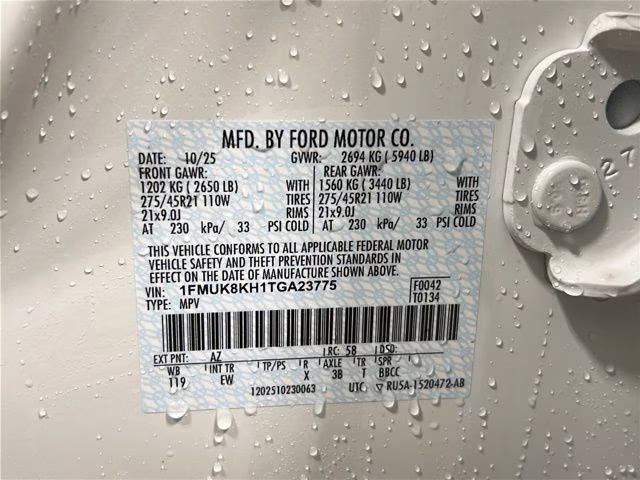 MFD. BY FORD MOTOR CO.
DATE: 10/25 GVWR: 2694 KG ( 5940 LB)
FRONT GAWR: REAR GAWR:
1202 KG ( 2650 LB) WITH 1560 KG ( 3440 LB) WITH
275/45R21 110W TIRES 275/45R21 110W TIRES
21x9.0J RIMS 21x9.0J RIMS
AT 230 kPa/ 33 PSI COLD AT 230 kPa/ 33 PSI COLD
THIS VEHICLE CONFORMS TO ALL APPLICABLE FEDERAL MOTOR
VEHICLE SAFETY AND THEFT PREVENTION STANDARDS IN
EFFECT ON THE DATE OF MANUFACTURE SHOWN ABOVE.
VIN: 1FMUK8KH1TGA23775 F0042
TYPE: MPV T0134
EXT PNT: AZ RC: 58 DSO:
WB INT TR TP/PS R AXLE TR SPR
119 EW X 3B T BBCC
1202510230063 UTC ▽ RU5A-1520472-AB
2 7